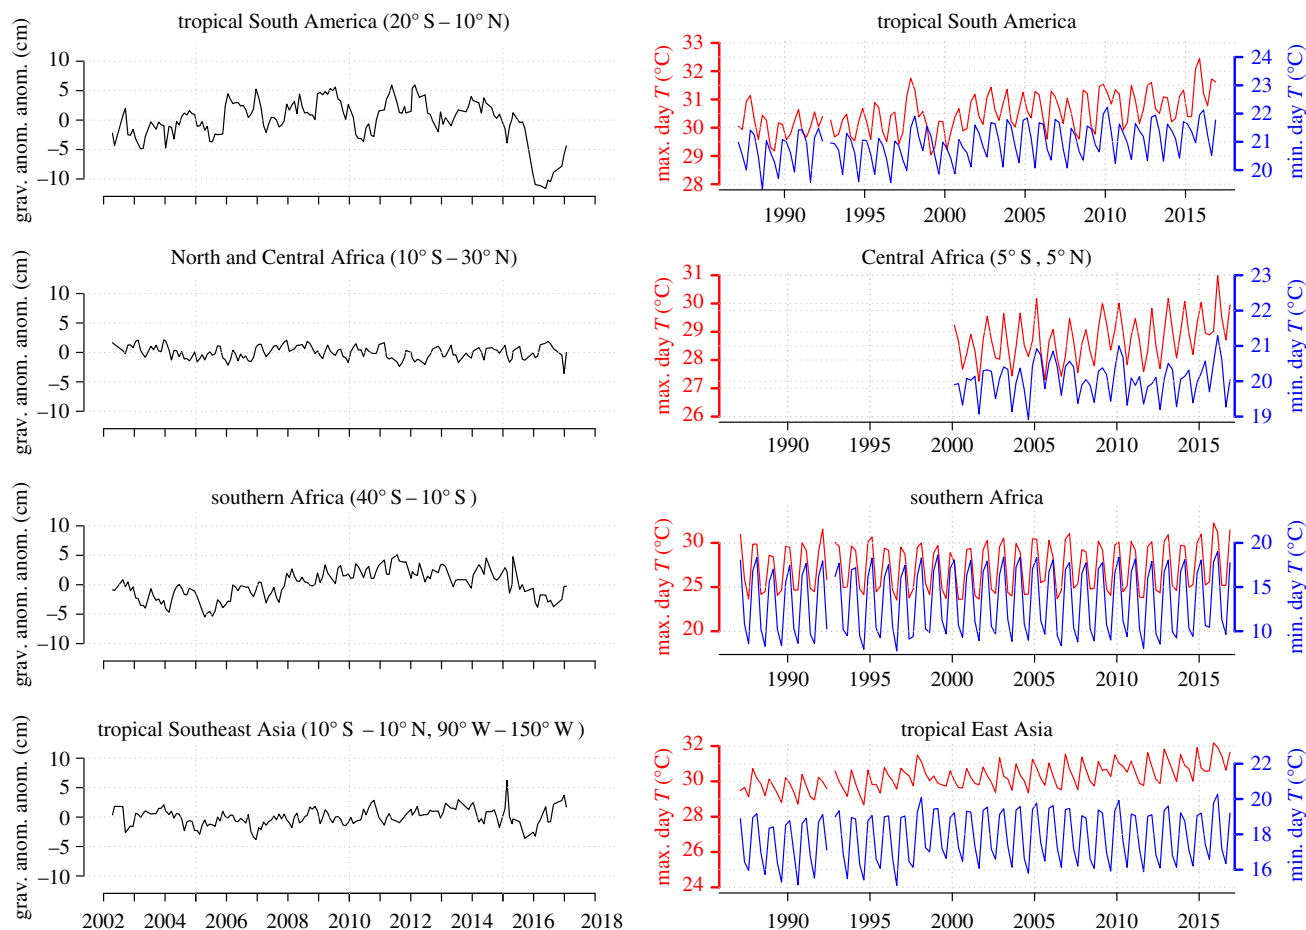 tropical South America (20° S – 10° N)
grav. anom. (cm)
10
5
0
−5
−10
tropical South America
max. day T (°C)
33
32
31
30
29
28
24
23
22
21
20
min. day T (°C)
1990 1995 2000 2005 2010 2015
North and Central Africa (10° S – 30° N)
grav. anom. (cm)
10
5
0
−5
−10
Central Africa (5° S , 5° N)
max. day T (°C)
31
30
29
28
27
26
23
22
21
20
19
min. day T (°C)
1990 1995 2000 2005 2010 2015
southern Africa (40° S – 10° S )
grav. anom. (cm)
10
5
0
−5
−10
southern Africa
max. day T (°C)
30
25
20
20
15
10
min. day T (°C)
1990 1995 2000 2005 2010 2015
tropical Southeast Asia (10° S – 10° N, 90° W – 150° W )
grav. anom. (cm)
10
5
0
−5
−10
2002 2004 2006 2008 2010 2012 2014 2016 2018
tropical East Asia
max. day T (°C)
32
30
28
26
24
22
20
18
16
min. day T (°C)
1990 1995 2000 2005 2010 2015